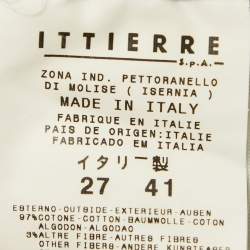 ITTIERRE
S.p.A.
ZONA IND. PETTORANELLO
DI MOLISE ( ISERNIA )
MADE IN ITALY
FABRIQUE EN ITALIE
PAIS DE ORIGEN:ITALIE
FABRICADO EM ITALIA
イタリー製
27 41
ESTERNO-OUTSIDE-EXTERIEUR-AUßEN
97%COTONE-COTTON-BAUMWOLLE-COTON
ALGODON-ALGODAO
3%ALTRE FIBRE-AUTRES FIBRES
OTHER FIBERS-ANDERE KUNSTFASER